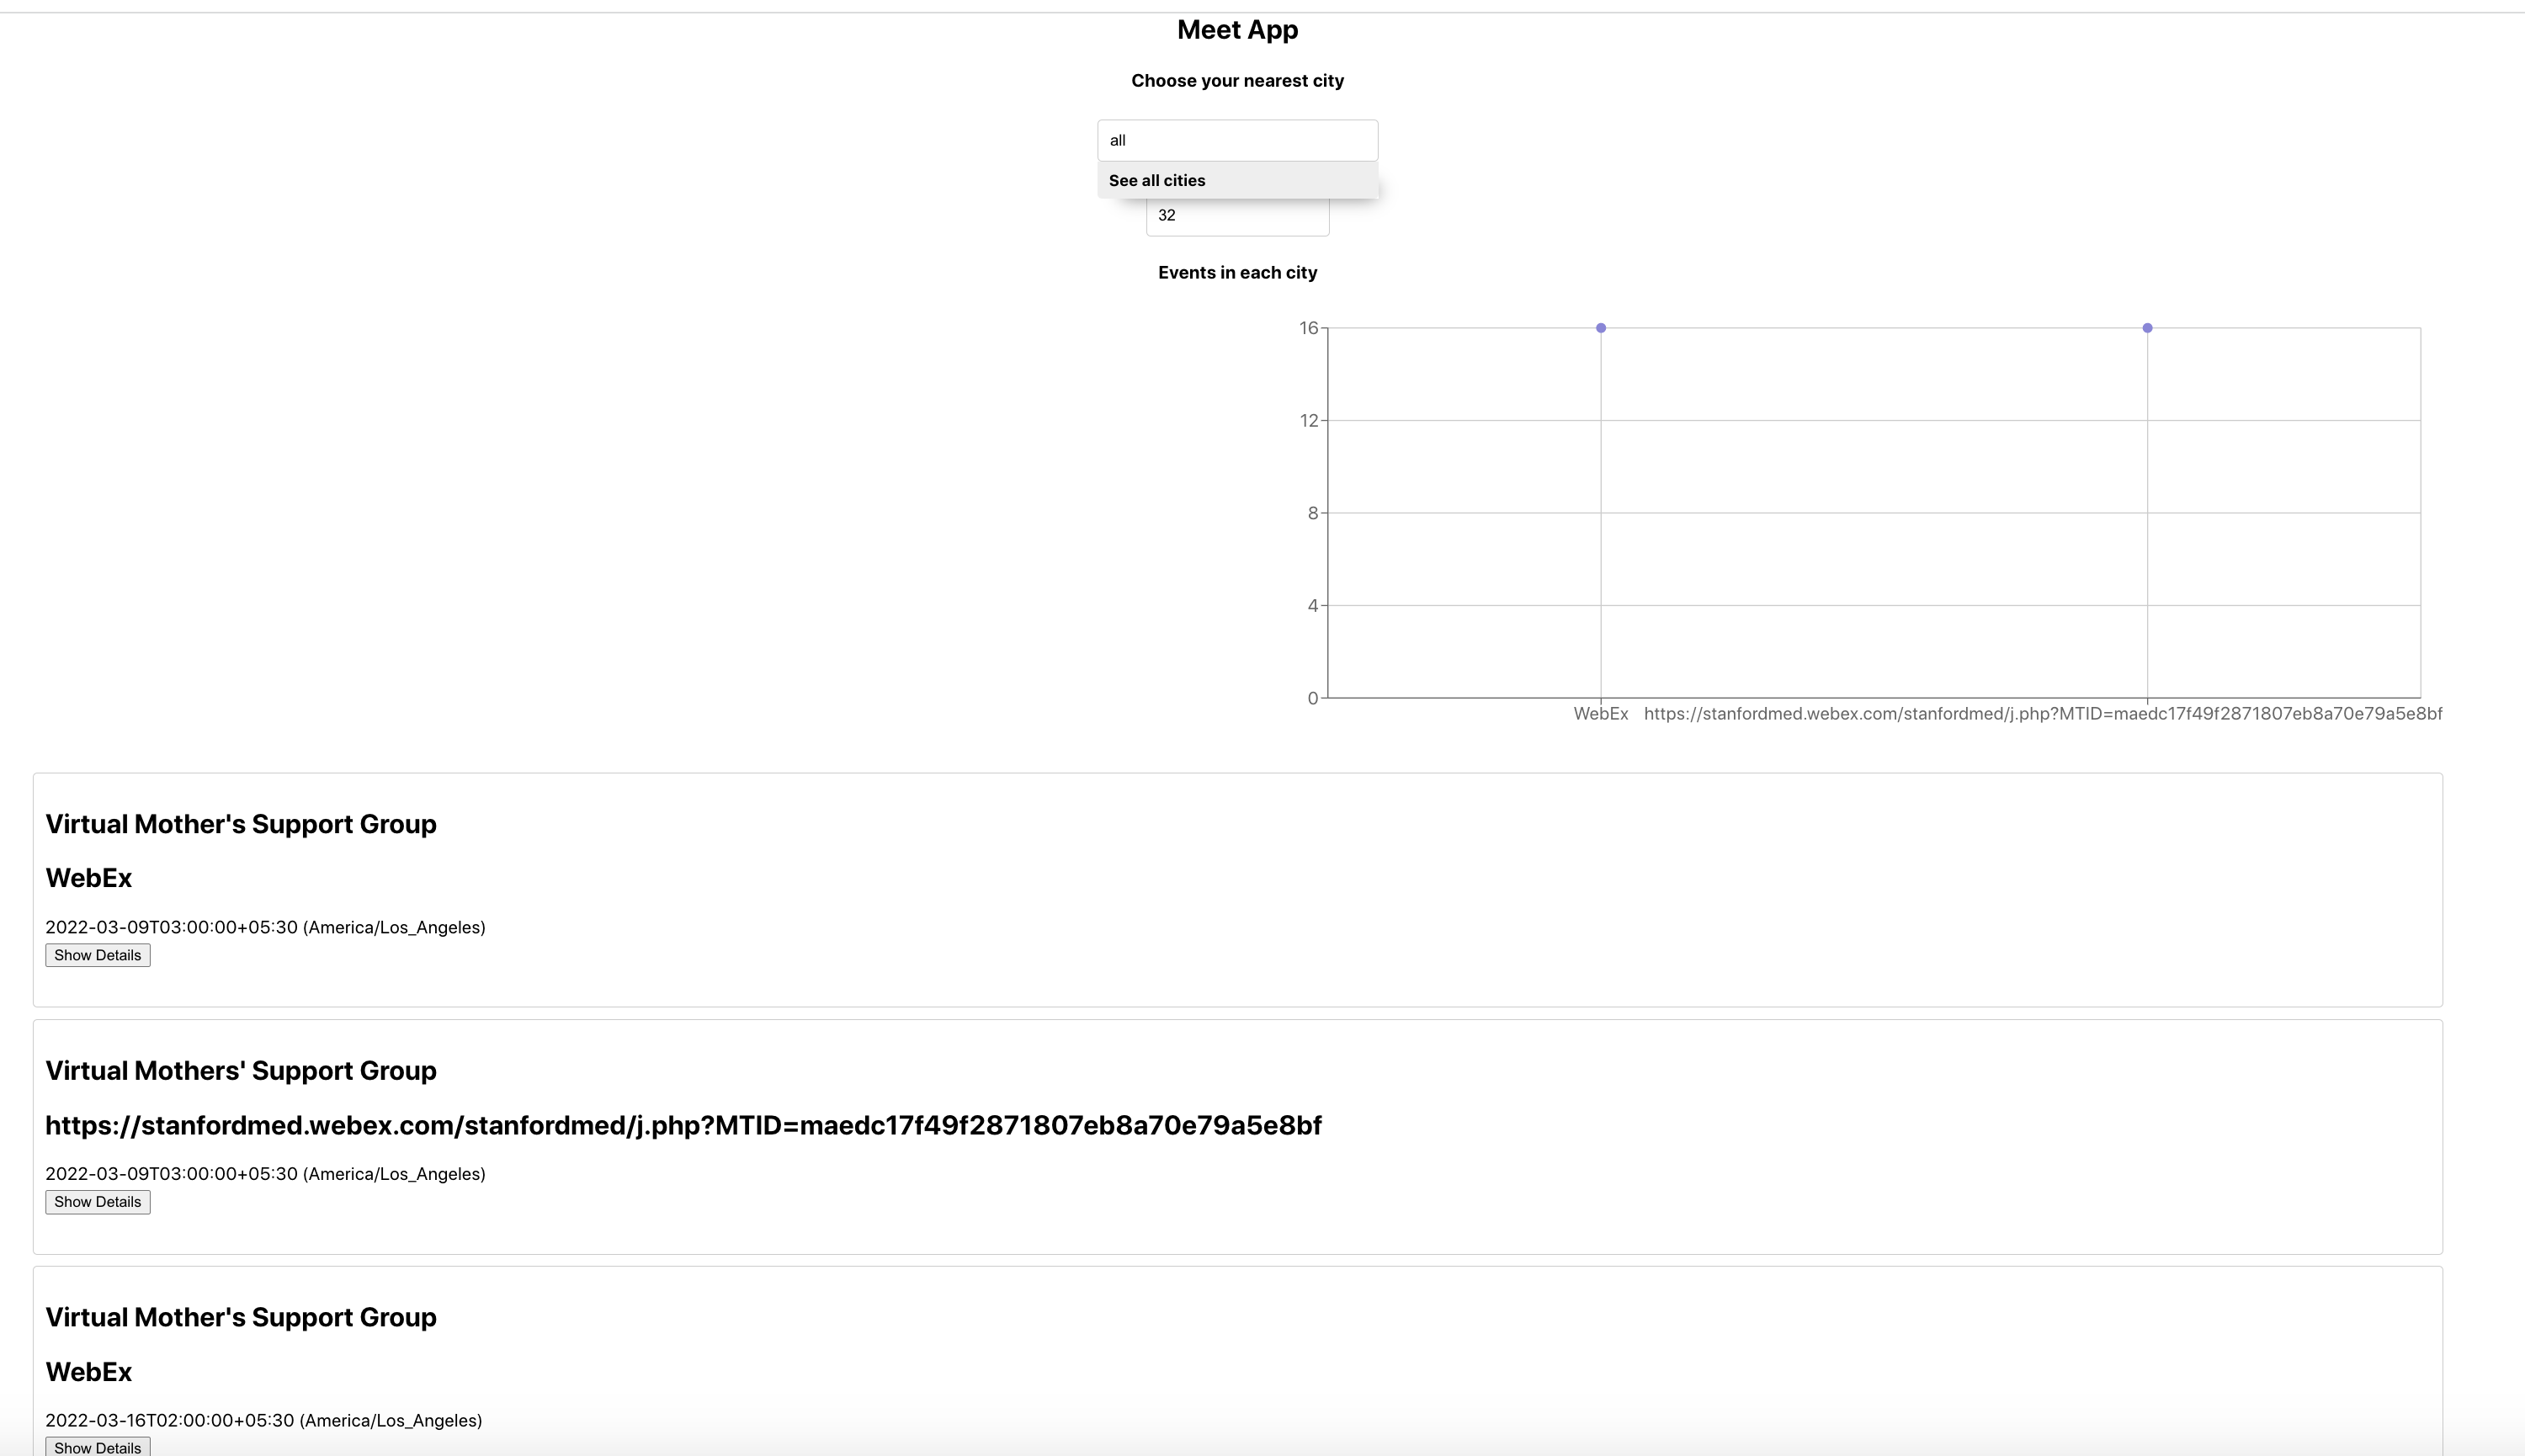 Meet App
Choose your nearest city
all
See all cities
32
Events in each city
16
12
8
4
0
WebEx https://stanfordmed.webex.com/stanfordmed/j.php?MTID=maedc17f49f2871807eb8a70e79a5e8bf
Virtual Mother's Support Group
WebEx
2022-03-09T03:00:00+05:30 (America/Los_Angeles)
Show Details
Virtual Mothers' Support Group
https://stanfordmed.webex.com/stanfordmed/j.php?MTID=maedc17f49f2871807eb8a70e79a5e8bf
2022-03-09T03:00:00+05:30 (America/Los_Angeles)
Show Details
Virtual Mother's Support Group
WebEx
2022-03-16T02:00:00+05:30 (America/Los_Angeles)
Show Details